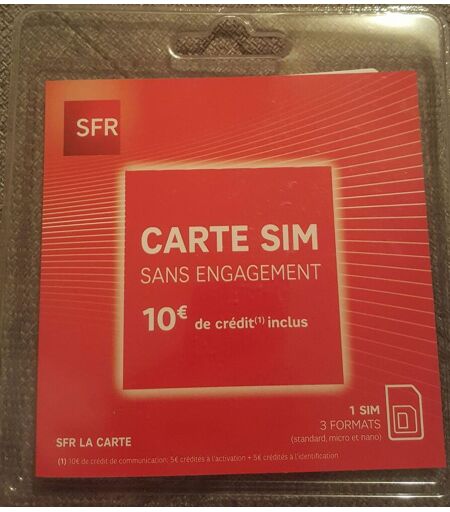 SFR
CARTE SIM
SANS ENGAGEMENT
10€ de crédit(1) inclus
1 SIM
3 FORMATS
(standard, micro et nano)
SFR LA CARTE
(1) 10€ de crédit de communication: 5€ crédités à l'activation + 5€ crédités à l'identification